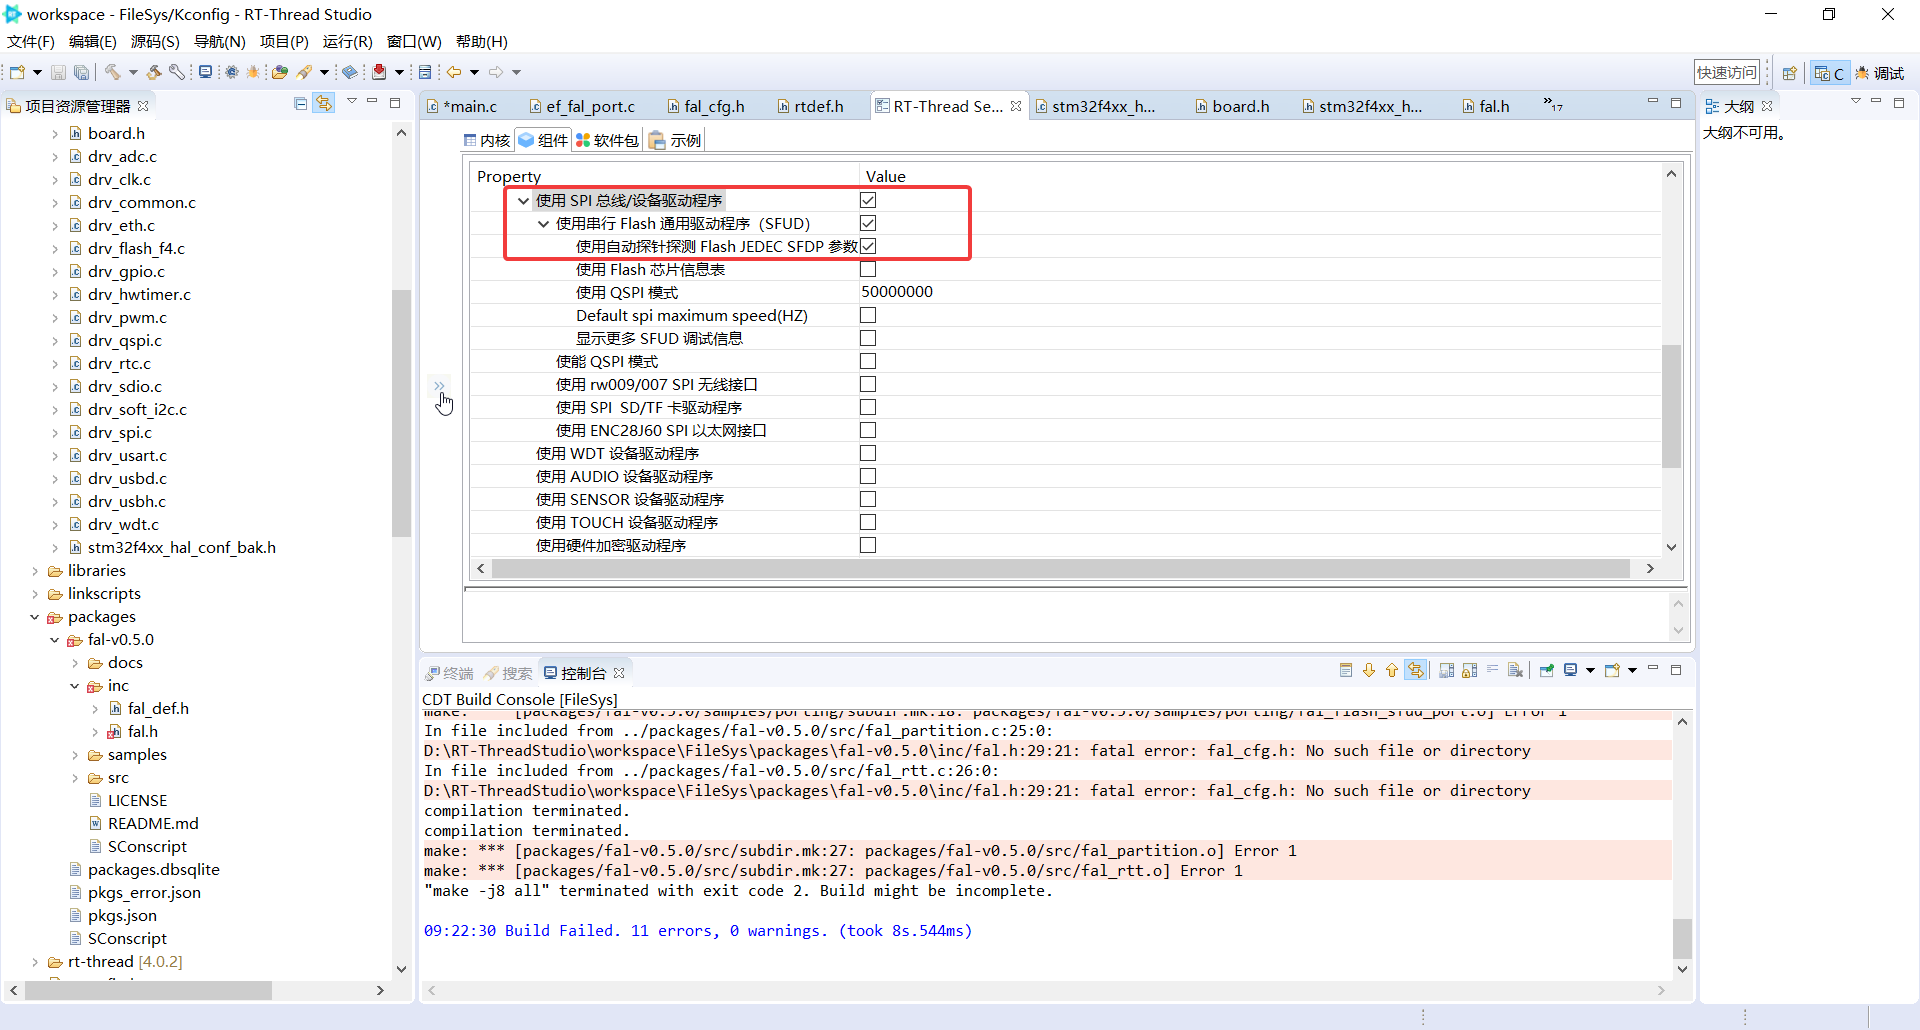 workspace - FileSys/Kconfig - RT-Thread Studio
文件(F) 编辑(E) 源码(S) 导航(N) 项目(P) 运行(R) 窗口(W) 帮助(H)
快速访问
C
调试
项目资源管理器
board.h
drv_adc.c
drv_clk.c
drv_common.c
drv_eth.c
drv_flash_f4.c
drv_gpio.c
drv_hwtimer.c
drv_pwm.c
drv_qspi.c
drv_rtc.c
drv_sdio.c
drv_soft_i2c.c
drv_spi.c
drv_usart.c
drv_usbd.c
drv_usbh.c
drv_wdt.c
stm32f4xx_hal_conf_bak.h
libraries
linkscripts
packages
fal-v0.5.0
docs
inc
fal_def.h
fal.h
samples
src
LICENSE
README.md
SConscript
packages.dbsqlite
pkgs_error.json
pkgs.json
SConscript
rt-thread [4.0.2]
*main.c ef_fal_port.c fal_cfg.h rtdef.h RT-Thread Se... stm32f4xx_h... board.h stm32f4xx_h... fal.h »17
内核 组件 软件包 示例
Property Value
使用 SPI 总线/设备驱动程序
使用串行 Flash 通用驱动程序（SFUD）
使用自动探针探测 Flash JEDEC SFDP 参数
使用 Flash 芯片信息表
使用 QSPI 模式 50000000
Default spi maximum speed(HZ)
显示更多 SFUD 调试信息
使能 QSPI 模式
使用 rw009/007 SPI 无线接口
使用 SPI SD/TF 卡驱动程序
使用 ENC28J60 SPI 以太网接口
使用 WDT 设备驱动程序
使用 AUDIO 设备驱动程序
使用 SENSOR 设备驱动程序
使用 TOUCH 设备驱动程序
使用硬件加密驱动程序
大纲
大纲不可用。
终端 搜索 控制台
CDT Build Console [FileSys]
make: *** [packages/fal-v0.5.0/samples/porting/subdir.mk:18: packages/fal-v0.5.0/samples/porting/fal_flash_sfud_port.o] Error 1
In file included from ../packages/fal-v0.5.0/src/fal_partition.c:25:0:
D:\RT-ThreadStudio\workspace\FileSys\packages\fal-v0.5.0\inc/fal.h:29:21: fatal error: fal_cfg.h: No such file or directory
In file included from ../packages/fal-v0.5.0/src/fal_rtt.c:26:0:
D:\RT-ThreadStudio\workspace\FileSys\packages\fal-v0.5.0\inc/fal.h:29:21: fatal error: fal_cfg.h: No such file or directory
compilation terminated.
compilation terminated.
make: *** [packages/fal-v0.5.0/src/subdir.mk:27: packages/fal-v0.5.0/src/fal_partition.o] Error 1
make: *** [packages/fal-v0.5.0/src/subdir.mk:27: packages/fal-v0.5.0/src/fal_rtt.o] Error 1
"make -j8 all" terminated with exit code 2. Build might be incomplete.
09:22:30 Build Failed. 11 errors, 0 warnings. (took 8s.544ms)